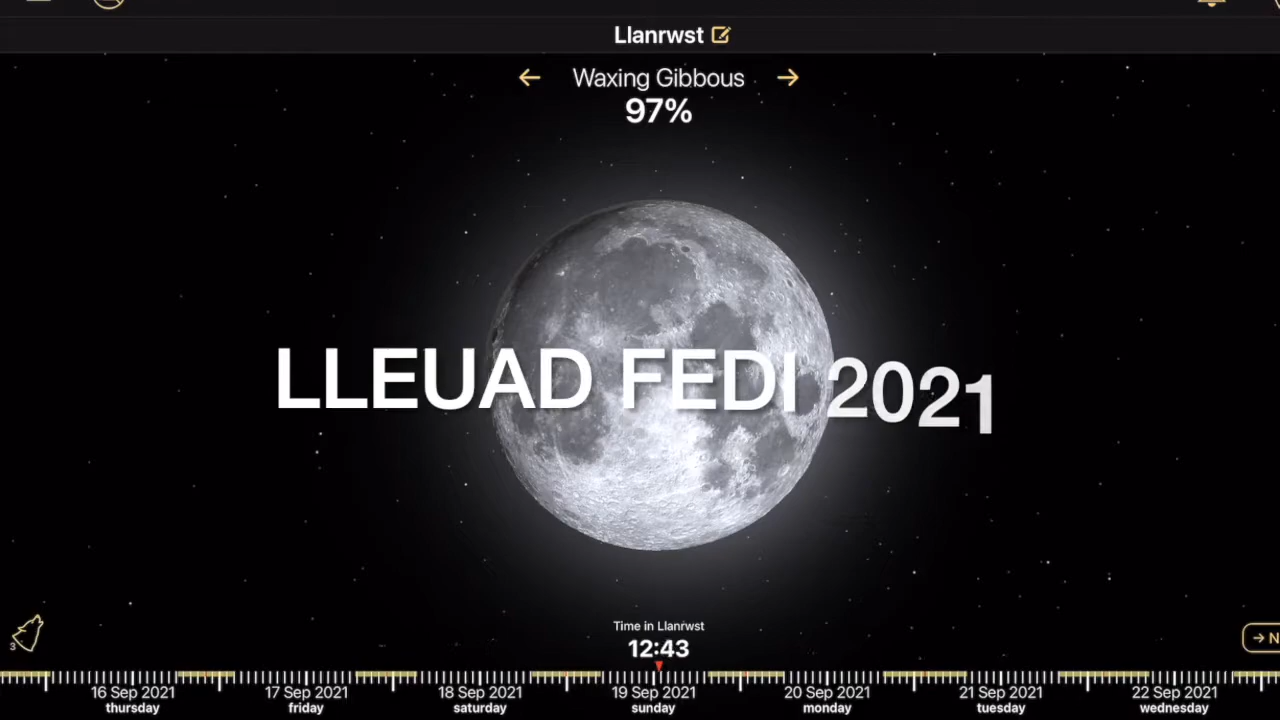 Llanrwst
Waxing Gibbous
97%
LLEUAD FEDI 2021
Time in Llanrwst
12:43
3
→ N
16 Sep 2021 17 Sep 2021 18 Sep 2021 19 Sep 2021 20 Sep 2021 21 Sep 2021 22 Sep 2021
thursday friday saturday sunday monday tuesday wednesday